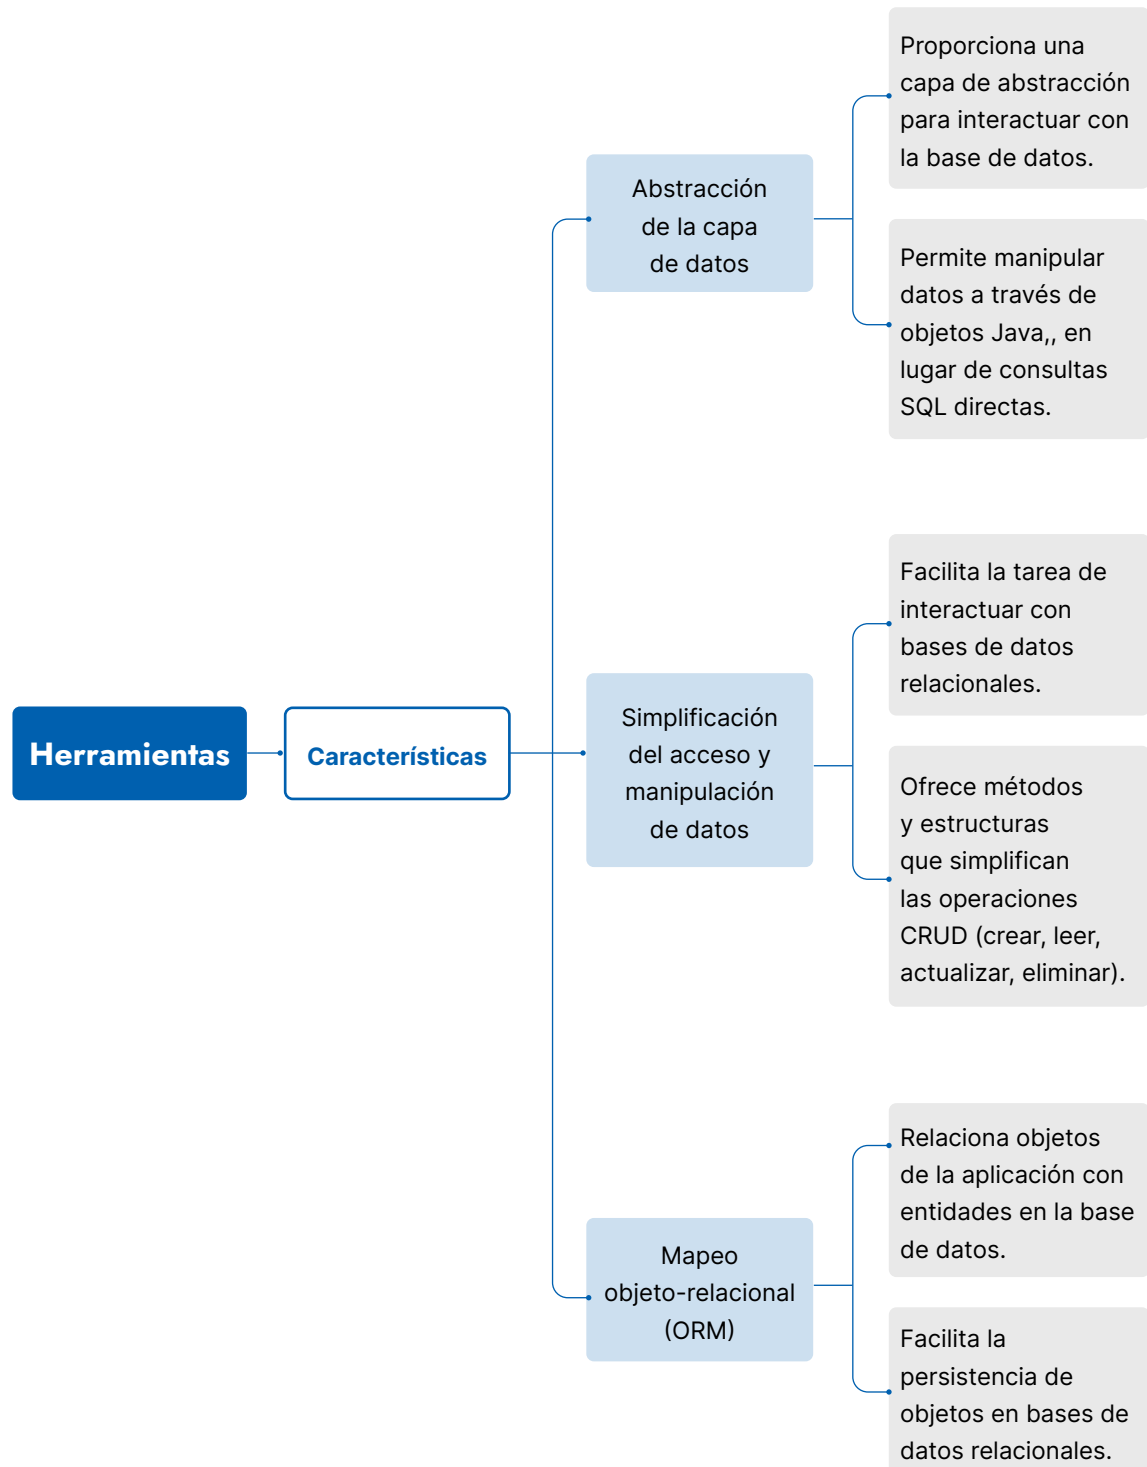 Herramientas
Características
Abstracción
de la capa
de datos
Proporciona una
capa de abstracción
para interactuar con
la base de datos.
Permite manipular
datos a través de
objetos Java,, en
lugar de consultas
SQL directas.
Simplificación
del acceso y
manipulación
de datos
Facilita la tarea de
interactuar con
bases de datos
relacionales.
Ofrece métodos
y estructuras
que simplifican
las operaciones
CRUD (crear, leer,
actualizar, eliminar).
Mapeo
objeto-relacional
(ORM)
Relaciona objetos
de la aplicación con
entidades en la base
de datos.
Facilita la
persistencia de
objetos en bases de
datos relacionales.